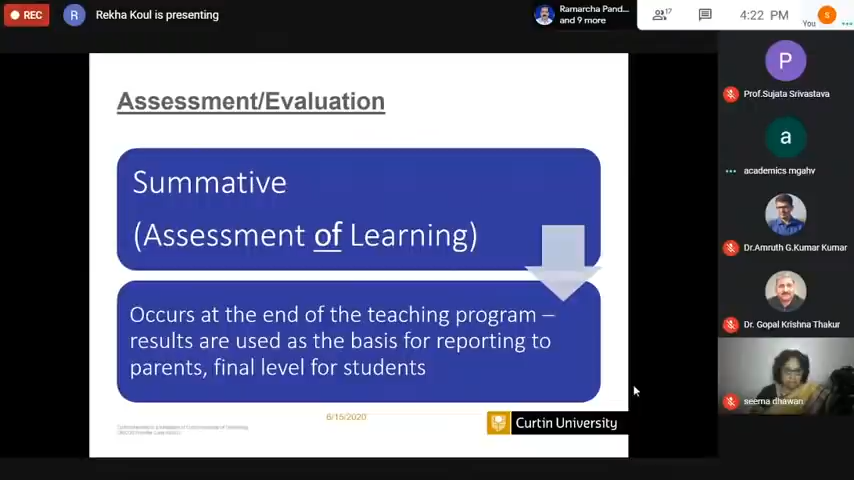 REC
R
Rekha Koul is presenting
Ramarcha Pand...
and 9 more
17
4:22 PM
You
S
Assessment/Evaluation
Summative
(Assessment of Learning)
Occurs at the end of the teaching program –
results are used as the basis for reporting to
parents, final level for students
6/15/2020
Curtin University
P
Prof.Sujata Srivastava
a
academics mgahv
Dr.Amruth G.Kumar Kumar
Dr. Gopal Krishna Thakur
seema dhawan